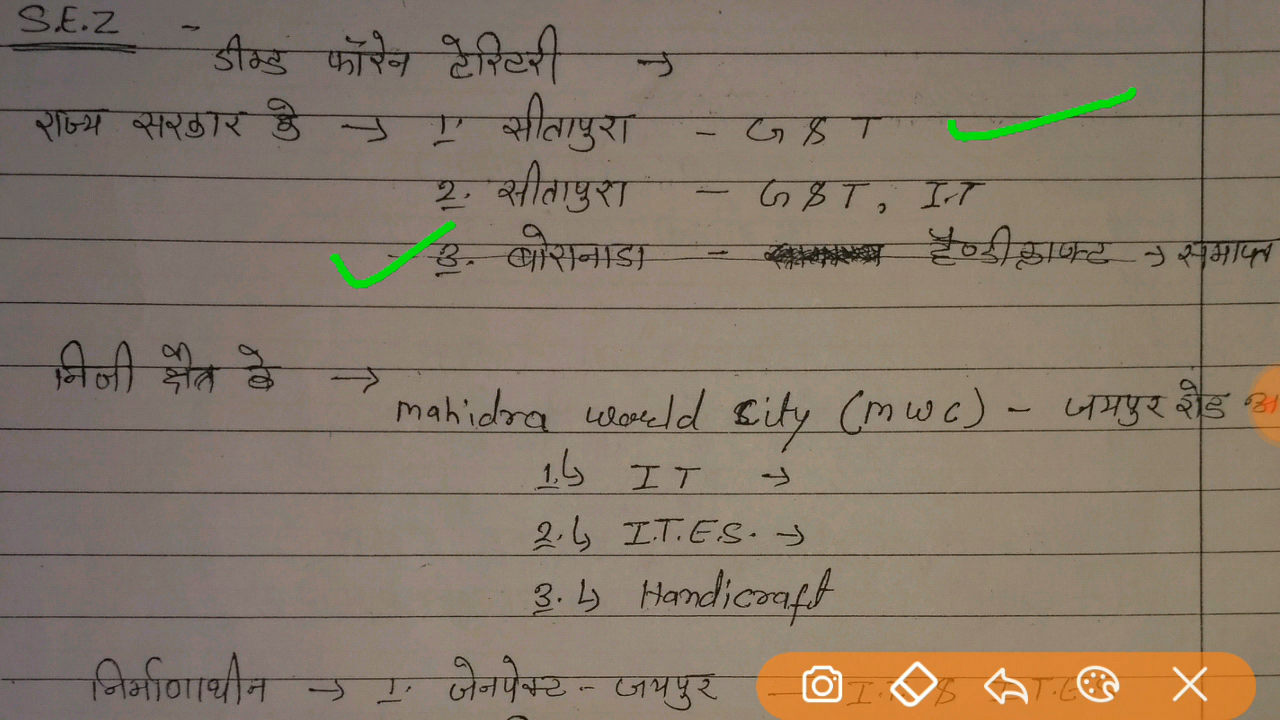 S.E.Z -
डीम्ड फॉरेन टेरिटरी →
राज्य सरकार के → 1. सीतापुरा - G & T
2. सीतापुरा - G & T, I.T
3. बोरानाडा - हैण्डीक्राफ्ट → समाप्त
निजी क्षेत्र के →
Mahidra world city (MWC) - जयपुर रोड
1.↳ IT →
2.↳ I.T.E.S. →
3.↳ Handicraft
निर्माणाधीन → 1. जेनपेक्ट - जयपुर - I.T & I.T.E.S